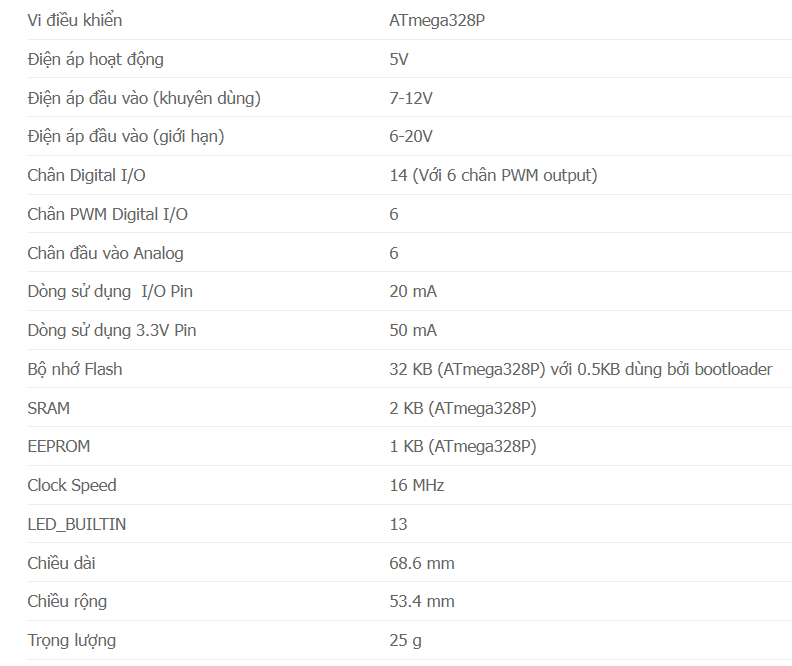 Vi điều khiển ATmega328P
Điện áp hoạt động 5V
Điện áp đầu vào (khuyên dùng) 7-12V
Điện áp đầu vào (giới hạn) 6-20V
Chân Digital I/O 14 (Với 6 chân PWM output)
Chân PWM Digital I/O 6
Chân đầu vào Analog 6
Dòng sử dụng I/O Pin 20 mA
Dòng sử dụng 3.3V Pin 50 mA
Bộ nhớ Flash 32 KB (ATmega328P) với 0.5KB dùng bởi bootloader
SRAM 2 KB (ATmega328P)
EEPROM 1 KB (ATmega328P)
Clock Speed 16 MHz
LED_BUILTIN 13
Chiều dài 68.6 mm
Chiều rộng 53.4 mm
Trọng lượng 25 g